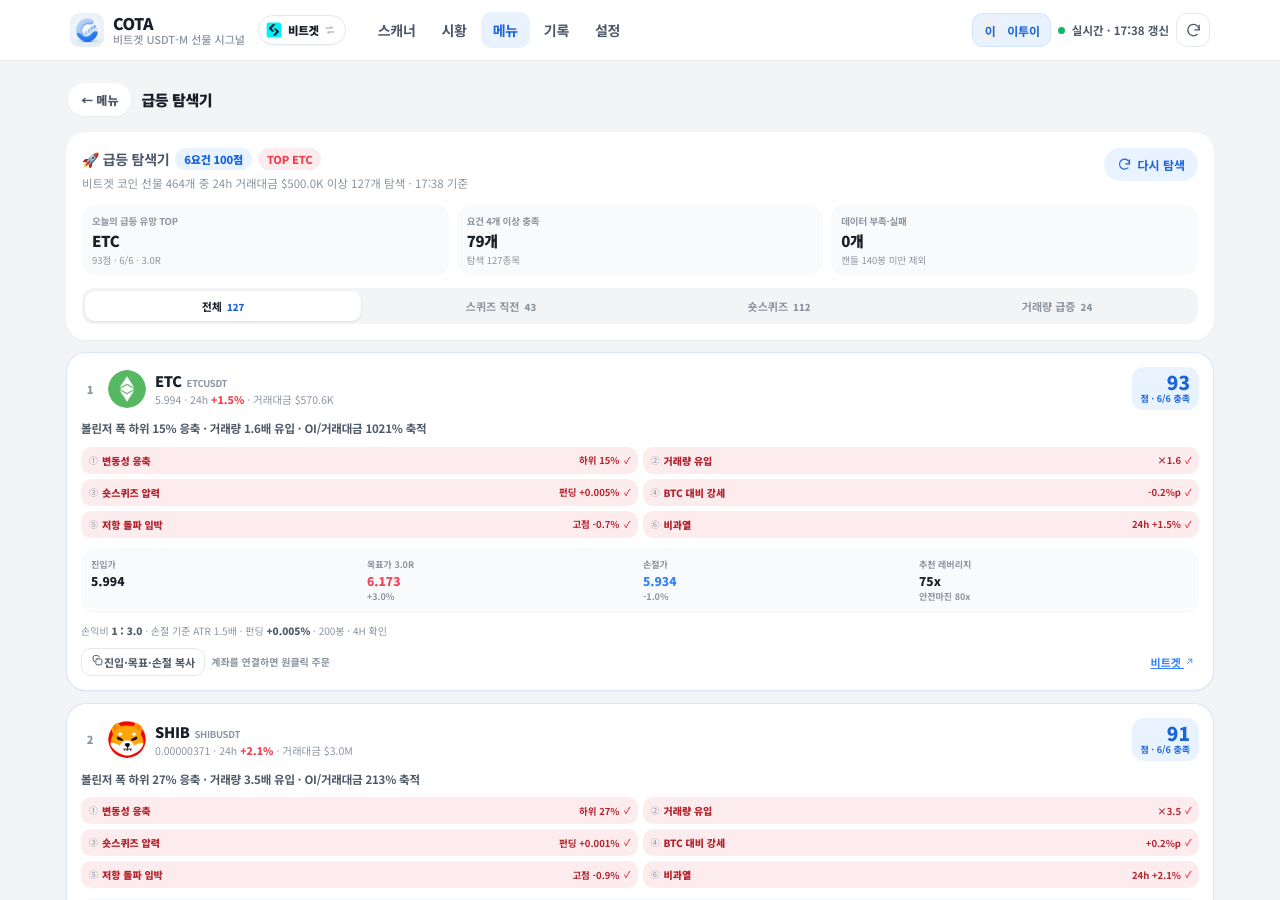 COTA
비트겟 USDT-M 선물 시그널
비트겟
스캐너 시황 메뉴 기록 설정
이 이투이
실시간 · 17:38 갱신
← 메뉴
급등 탐색기
🚀 급등 탐색기 6요건 100점 TOP ETC
다시 탐색
비트겟 코인 선물 464개 중 24h 거래대금 $500.0K 이상 127개 탐색 · 17:38 기준
오늘의 급등 유망 TOP
ETC
93점 · 6/6 · 3.0R
요건 4개 이상 충족
79개
탐색 127종목
데이터 부족·실패
0개
캔들 140봉 미만 제외
전체 127
스퀴즈 직전 43
숏스퀴즈 112
거래량 급증 24
1
ETC ETCUSDT
5.994 · 24h +1.5% · 거래대금 $570.6K
93
점 · 6/6 충족
볼린저 폭 하위 15% 응축 · 거래량 1.6배 유입 · OI/거래대금 1021% 축적
① 변동성 응축 하위 15% ✓
② 거래량 유입 ×1.6 ✓
③ 숏스퀴즈 압력 펀딩 +0.005% ✓
④ BTC 대비 강세 -0.2%p ✓
⑤ 저항 돌파 임박 고점 -0.7% ✓
⑥ 비과열 24h +1.5% ✓
진입가
5.994
목표가 3.0R
6.173
+3.0%
손절가
5.934
-1.0%
추천 레버리지
75x
안전마진 80x
손익비 1 : 3.0 · 손절 기준 ATR 1.5배 · 펀딩 +0.005% · 200봉 · 4H 확인
진입·목표·손절 복사
계좌를 연결하면 원클릭 주문
비트겟 ↗
2
SHIB SHIBUSDT
0.00000371 · 24h +2.1% · 거래대금 $3.0M
91
점 · 6/6 충족
볼린저 폭 하위 27% 응축 · 거래량 3.5배 유입 · OI/거래대금 213% 축적
① 변동성 응축 하위 27% ✓
② 거래량 유입 ×3.5 ✓
③ 숏스퀴즈 압력 펀딩 +0.001% ✓
④ BTC 대비 강세 +0.2%p ✓
⑤ 저항 돌파 임박 고점 -0.9% ✓
⑥ 비과열 24h +2.1% ✓